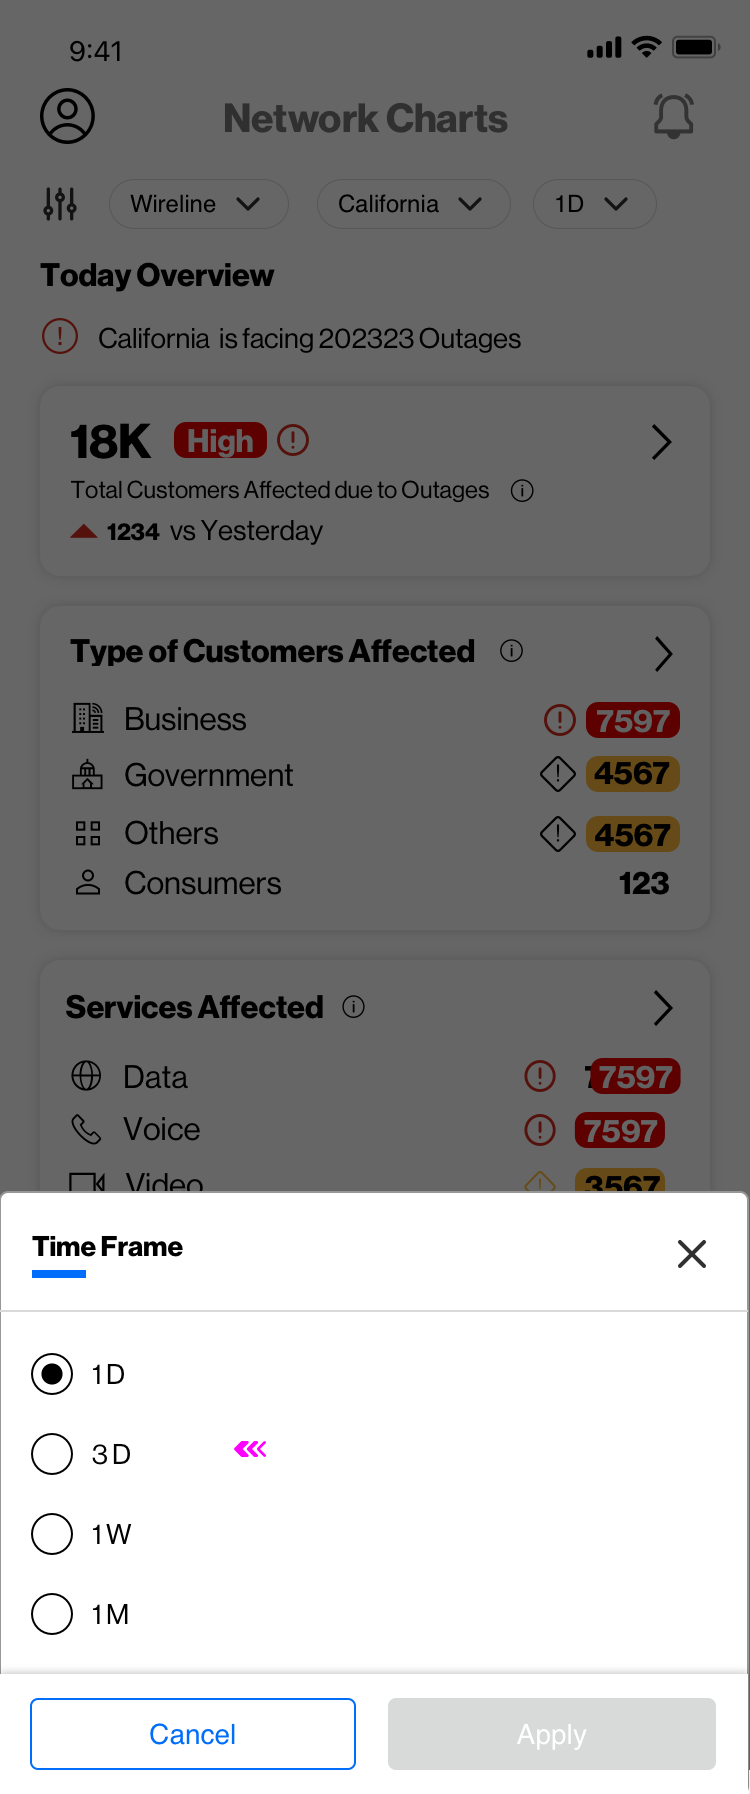 9:41
Network Charts
Wireline California 1D
Today Overview
California is facing 202323 Outages
18K High
Total Customers Affected due to Outages
1234 vs Yesterday
Type of Customers Affected
Business 7597
Government 4567
Others 4567
Consumers 123
Services Affected
Data 7597
Voice 7597
Video 3567
Time Frame
1D
3D
1W
1M
Cancel Apply